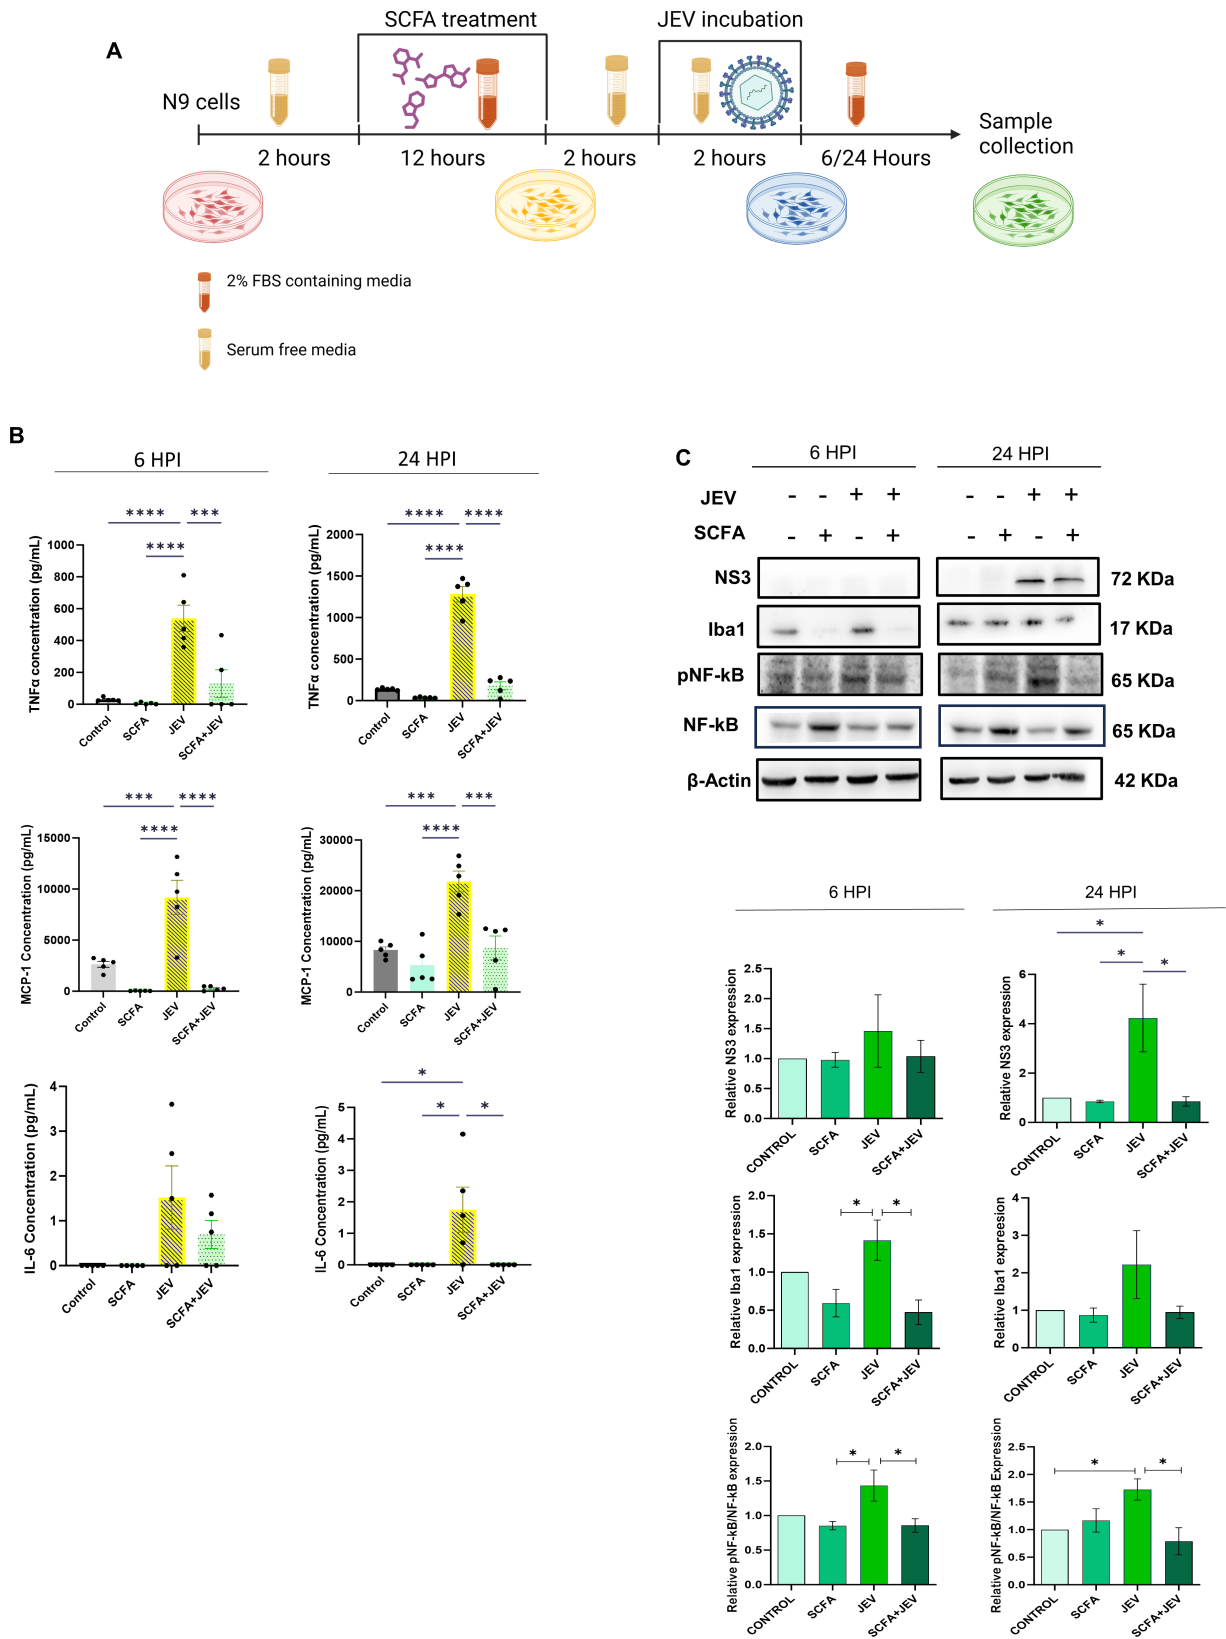 A
SCFA treatment
JEV incubation
N9 cells
2 hours
12 hours
2 hours
2 hours
6/24 Hours
Sample
collection
2% FBS containing media
Serum free media
B
6 HPI
24 HPI
**** ***
****
TNFα concentration (pg/mL)
1000
800
600
400
200
0
Control
SCFA
JEV
SCFA+JEV
**** ****
****
TNFα concentration (pg/mL)
2000
1500
1000
500
0
Control
SCFA
JEV
SCFA+JEV
*** ****
****
MCP-1 Concentration (pg/mL)
15000
10000
5000
0
Control
SCFA
JEV
SCFA+JEV
*** ***
****
MCP-1 Concentration (pg/mL)
30000
20000
10000
0
Control
SCFA
JEV
SCFA+JEV
IL-6 Concentration (pg/mL)
4
3
2
1
0
Control
SCFA
JEV
SCFA+JEV
*
* *
IL-6 Concentration (pg/mL)
5
4
3
2
1
0
Control
SCFA
JEV
SCFA+JEV
C
6 HPI
24 HPI
JEV - - + + - - + +
SCFA - + - + - + - +
NS3 72 KDa
Iba1 17 KDa
pNF-kB 65 KDa
NF-kB 65 KDa
β-Actin 42 KDa
6 HPI
24 HPI
Relative NS3 expression
2.5
2.0
1.5
1.0
0.5
0.0
CONTROL
SCFA
JEV
SCFA+JEV
*
* *
Relative NS3 expression
6
4
2
0
CONTROL
SCFA
JEV
SCFA+JEV
* *
Relative Iba1 expression
2.0
1.5
1.0
0.5
0.0
CONTROL
SCFA
JEV
SCFA+JEV
Relative Iba1 expreesion
4
3
2
1
0
CONTROL
SCFA
JEV
SCFA+JEV
* *
Relative pNF-kB/NF-kB expression
2.0
1.5
1.0
0.5
0.0
CONTROL
SCFA
JEV
SCFA+JEV
* *
Relative pNF-kB/NF-kB Expression
2.5
2.0
1.5
1.0
0.5
0.0
CONTROL
SCFA
JEV
SCFA+JEV